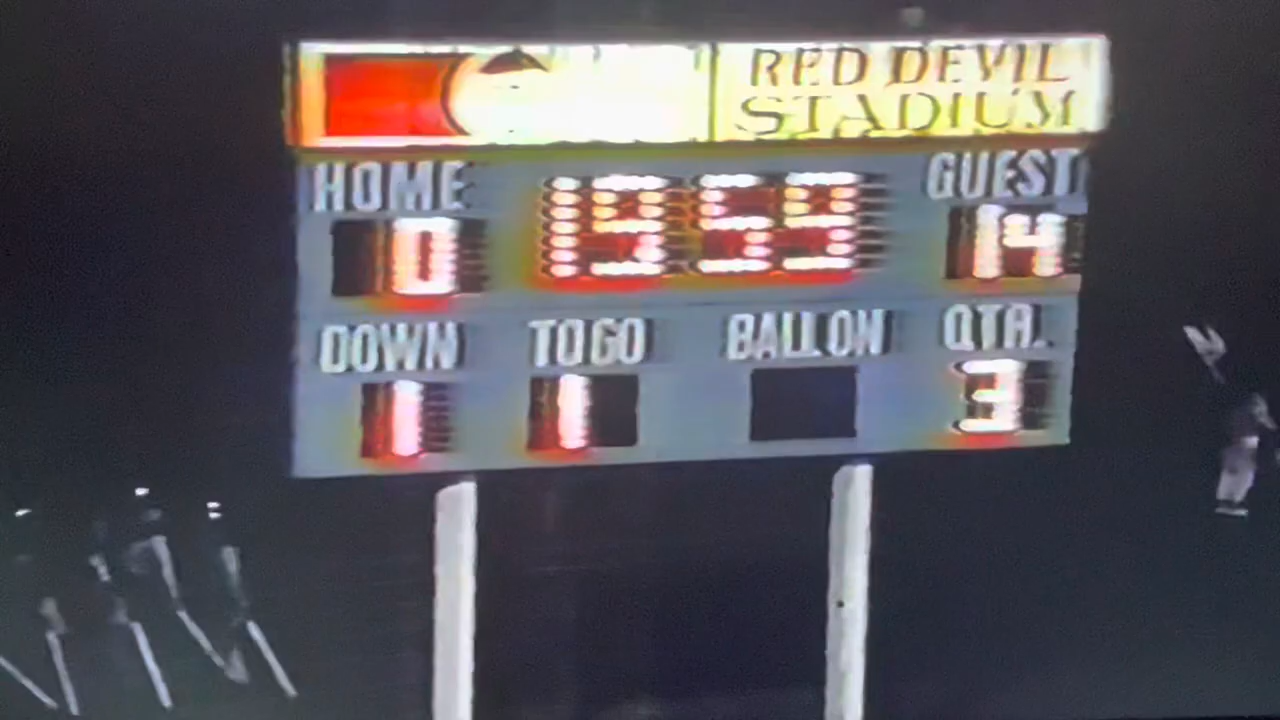 RED DEVIL
STADIUM
HOME
GUEST
0
14
DOWN
TO GO
BALL ON
QTR.
1
1
3